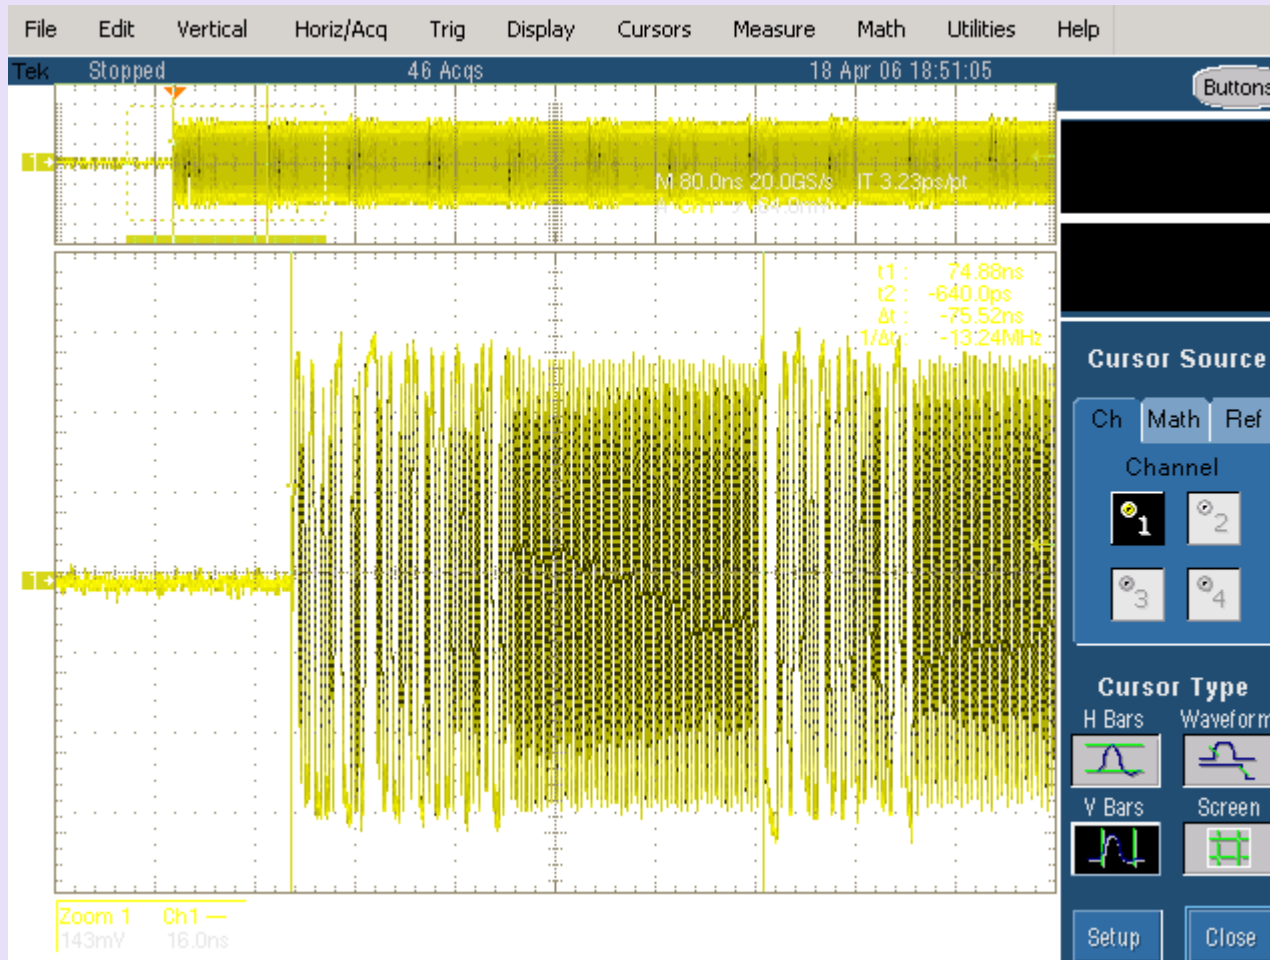 File Edit Vertical Horiz/Acq Trig Display Cursors Measure Math Utilities Help
Tek Stopped 46 Acqs 18 Apr 06 18:51:05
Buttons
1
M 80.0ns 20.0GS/s IT 3.23ps/pt
t1 : 74.88ns
t2 : -640.0ps
Δt : -75.52ns
1/Δt : -13.24MHz
1
Cursor Source
Ch Math Ref
Channel
1 2
3 4
Cursor Type
H Bars Waveform
V Bars Screen
Zoom 1 Ch1
143mV 16.0ns
Setup Close